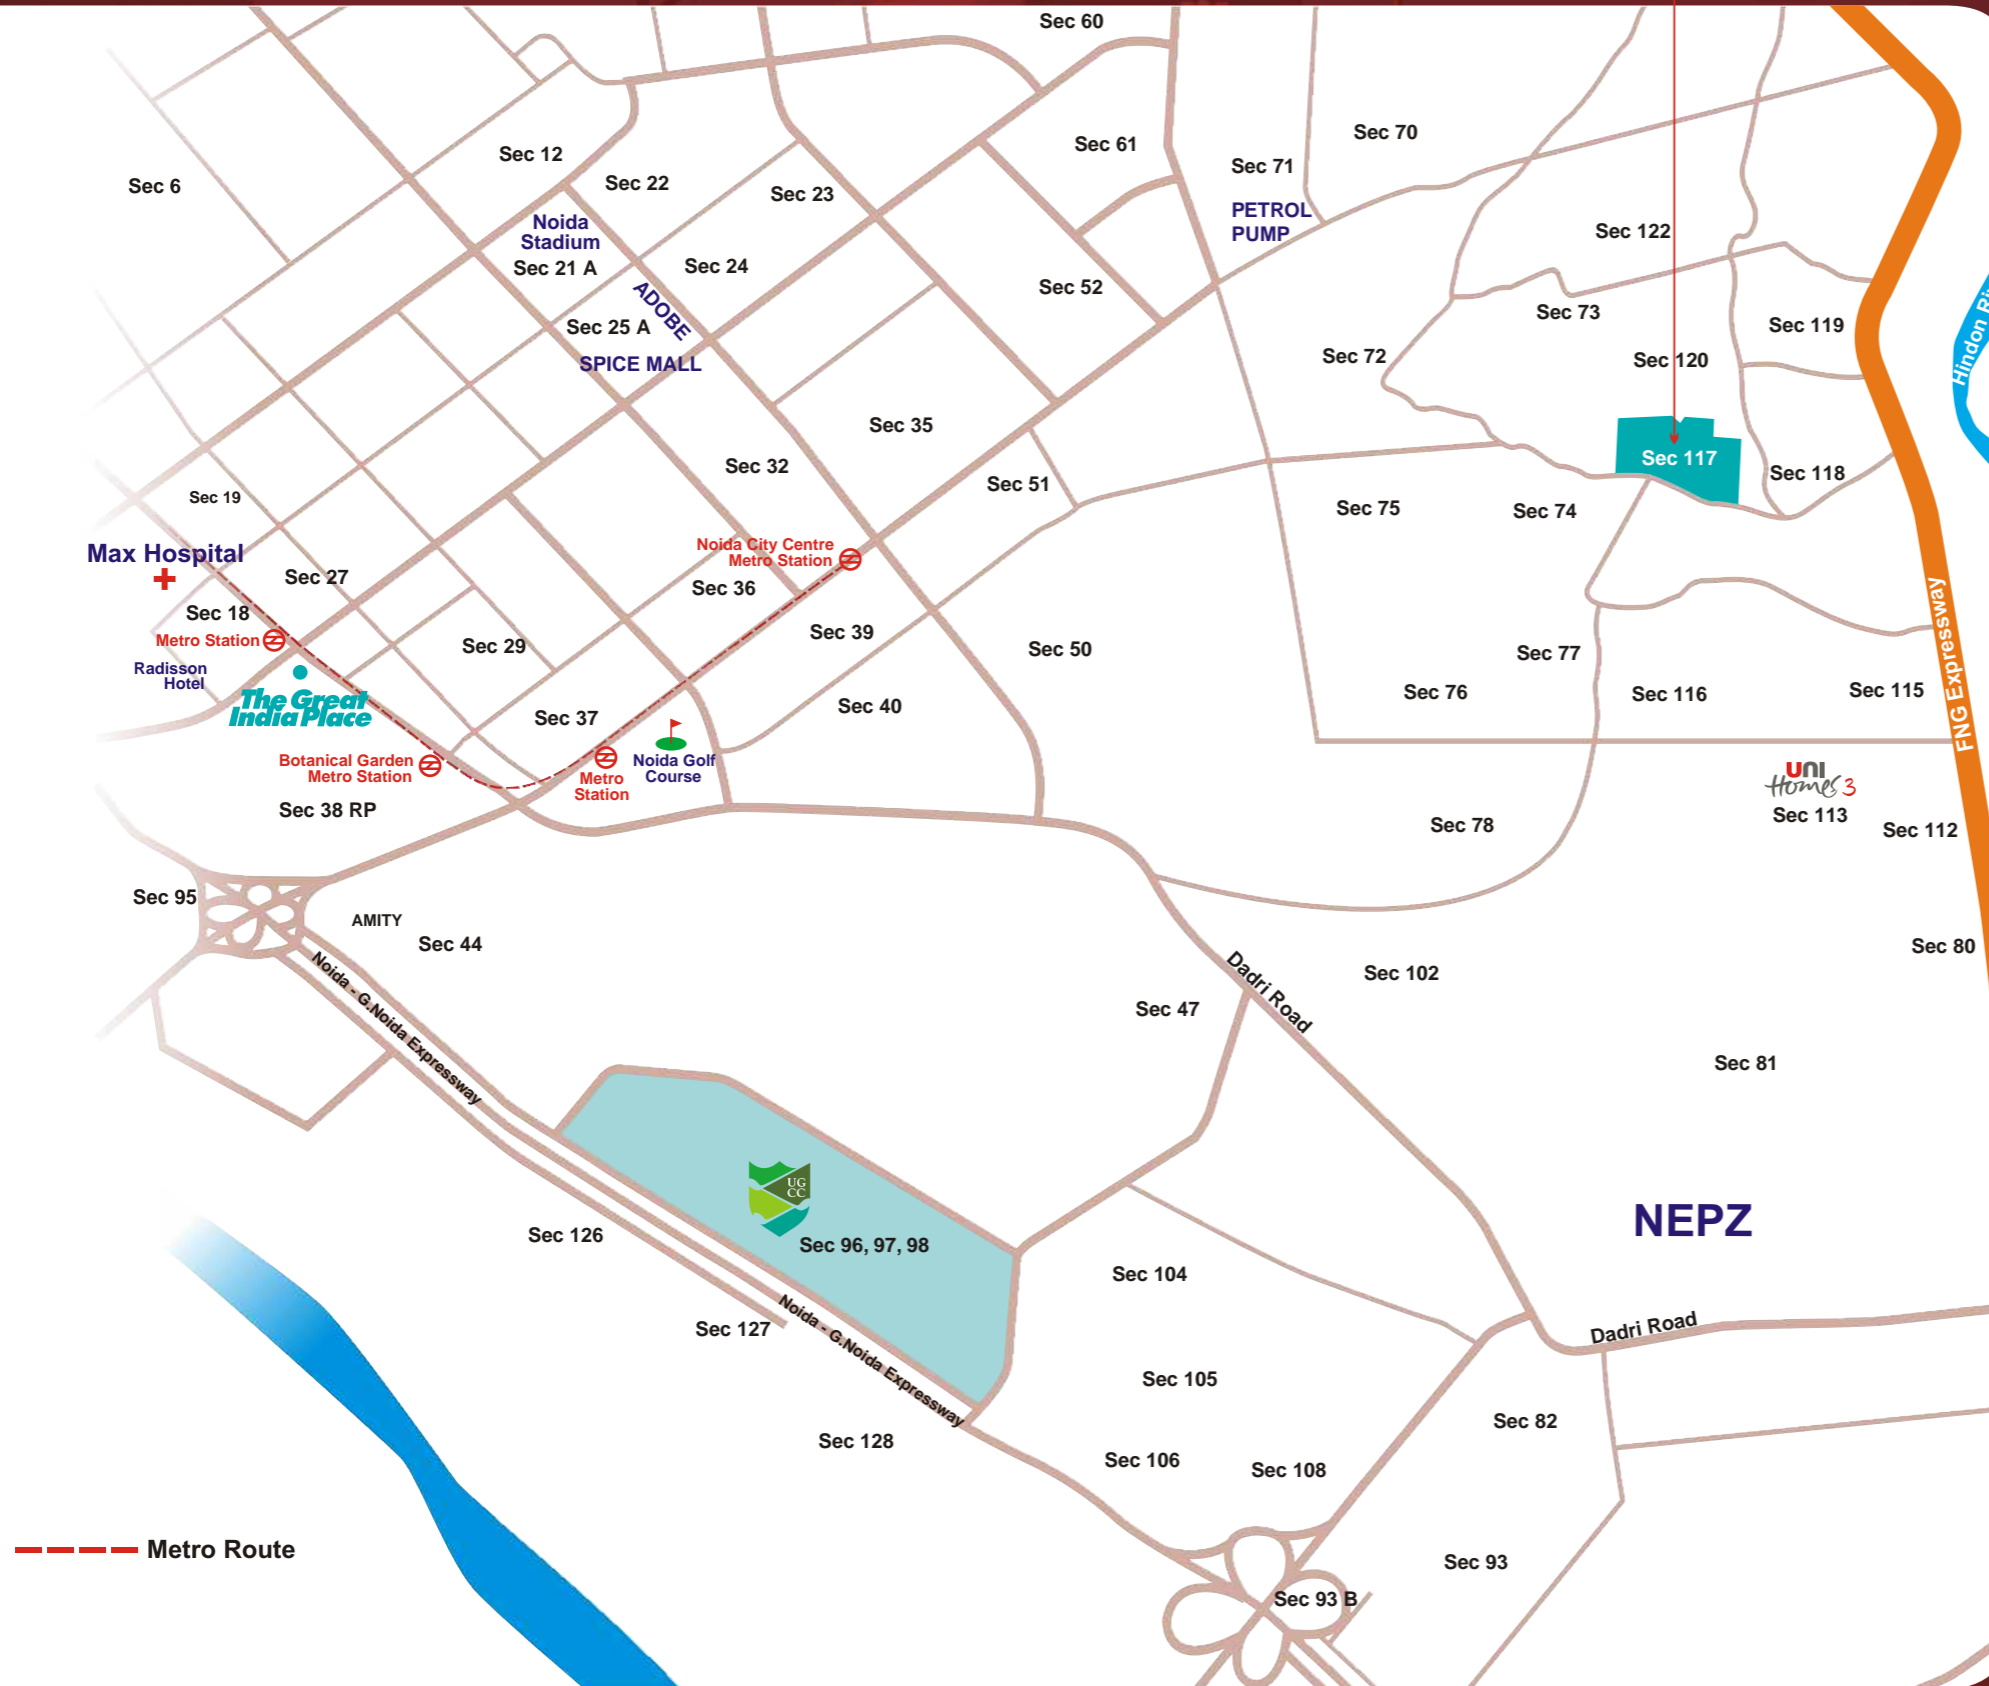 Sec 60
Sec 61
Sec 70
Sec 71
PETROL
PUMP
Sec 12
Sec 6
Sec 22
Sec 23
Noida
Stadium
Sec 21 A
Sec 24
ADOBE
Sec 25 A
SPICE MALL
Sec 52
Sec 122
Sec 73
Sec 119
Sec 72
Sec 120
Hindon
Sec 35
Sec 32
Sec 51
Sec 117
Sec 118
Sec 19
Sec 75
Sec 74
Max Hospital
Sec 27
Noida City Centre
Metro Station
Sec 36
Sec 18
Metro Station
Radisson
Hotel
The Great
India Place
Sec 29
Sec 39
Sec 50
Sec 77
Sec 76
Sec 116
Sec 115
FNG Expressway
Sec 37
Sec 40
Botanical Garden
Metro Station
Metro
Station
Noida Golf
Course
Sec 38 RP
UNI
Homes 3
Sec 113
Sec 112
Sec 78
Sec 95
AMITY
Sec 44
Noida - G.Noida Expressway
Sec 80
Sec 102
Dadri Road
Sec 47
Sec 81
UG
CC
Sec 96, 97, 98
Sec 126
NEPZ
Sec 104
Sec 127
Noida - G.Noida Expressway
Dadri Road
Sec 105
Sec 82
Sec 128
Sec 106
Sec 108
Metro Route
Sec 93
Sec 93 B